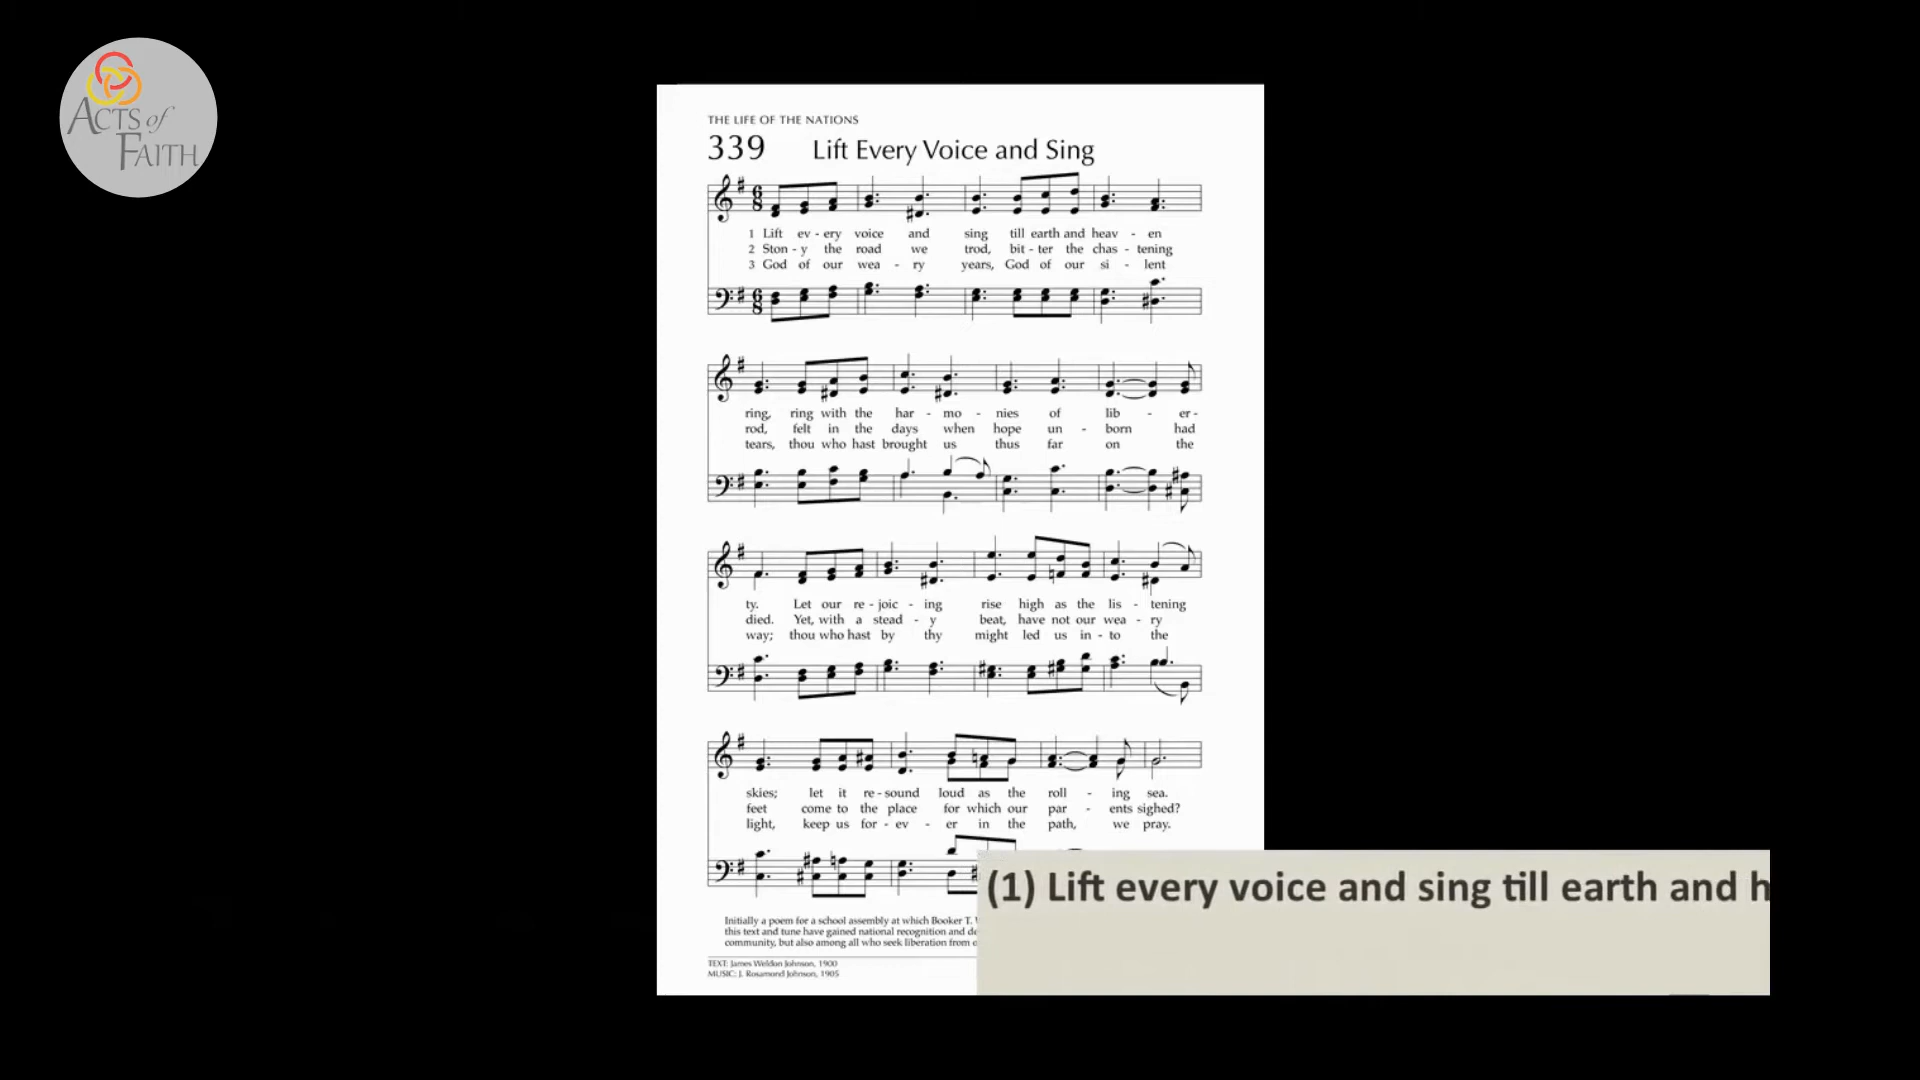 ACTS of
FAITH
THE LIFE OF THE NATIONS
339 Lift Every Voice and Sing
1 Lift ev - ery voice and sing till earth and heav - en
2 Ston - y the road we trod, bit - ter the chas - tening
3 God of our wea - ry years, God of our si - lent
ring, ring with the har - mo - nies of lib - er -
rod, felt in the days when hope un - born had
tears, thou who hast brought us thus far on the
ty. Let our re - joic - ing rise high as the lis - tening
died. Yet, with a stead - y beat, have not our wea - ry
way; thou who hast by thy might led us in - to the
skies; let it re - sound loud as the roll - ing sea.
feet come to the place for which our par - ents sighed?
light, keep us for - ev - er in the path, we pray.
(1) Lift every voice and sing till earth and h
Initially a poem for a school assembly at which Booker T.
this text and tune have gained national recognition and
community, but also among all who seek liberation from
TEXT: James Weldon Johnson, 1900
MUSIC: J. Rosamond Johnson, 1905